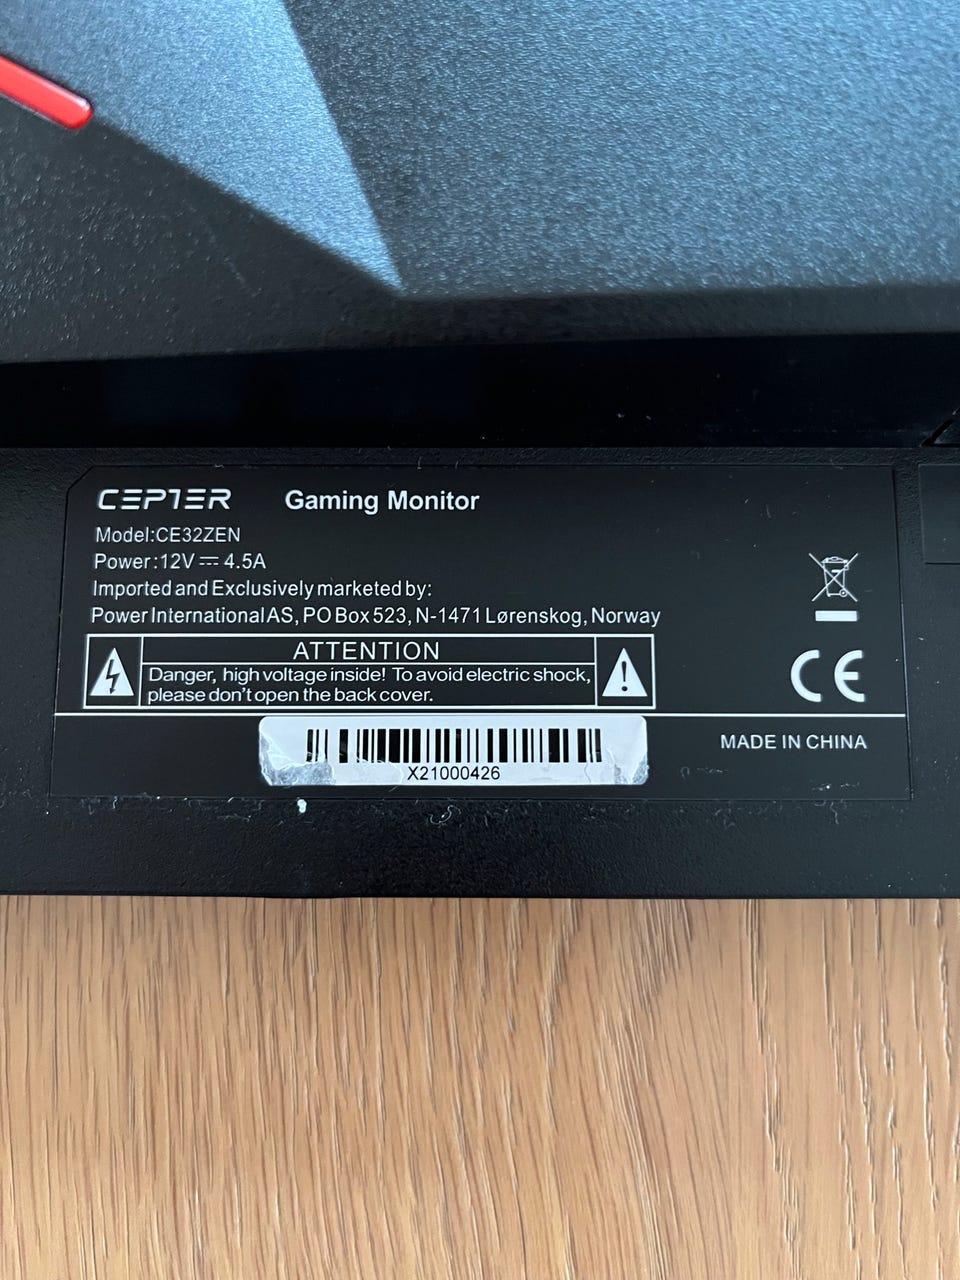 CEPTER Gaming Monitor
Model:CE32ZEN
Power:12V⎓4.5A
Imported and Exclusively marketed by:
Power International AS, PO Box 523, N-1471 Lørenskog, Norway
ATTENTION
Danger, high voltage inside! To avoid electric shock,
please don't open the back cover.
CE
MADE IN CHINA
X21000426